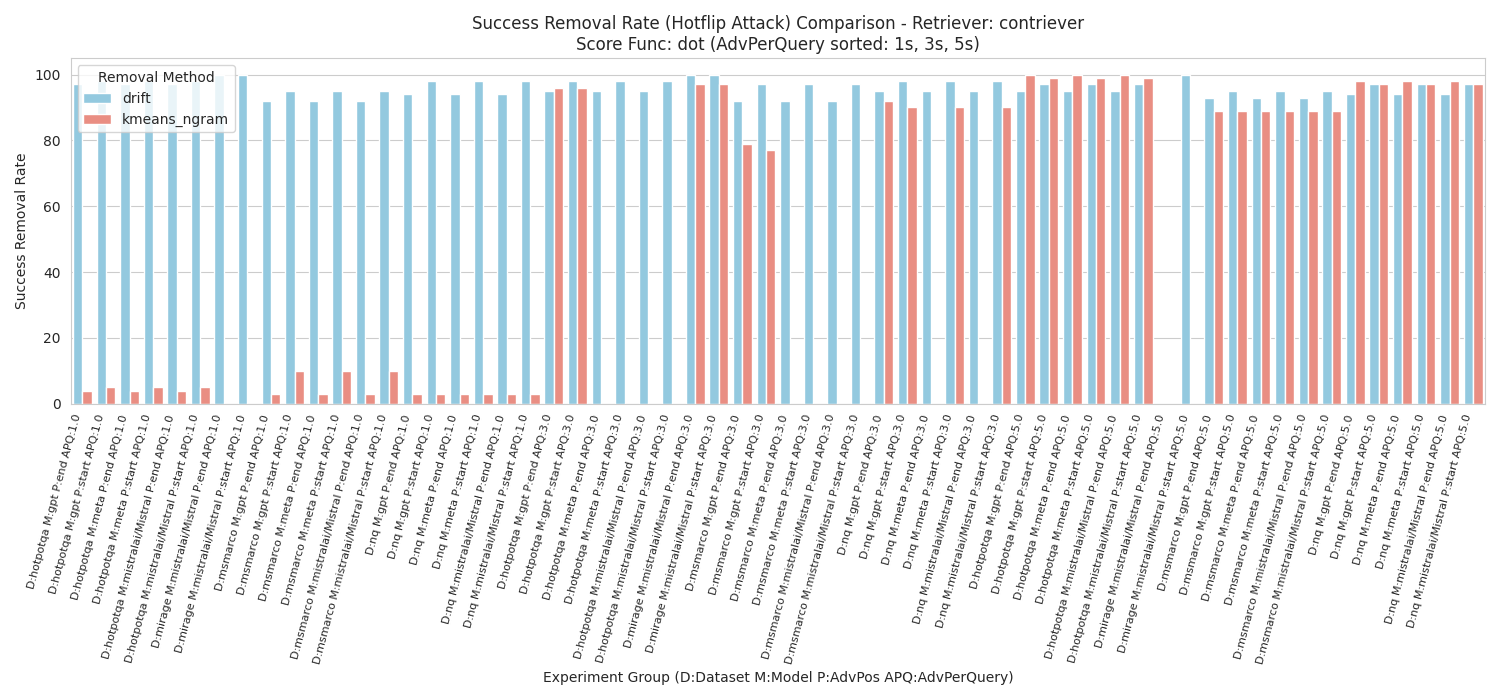 Success Removal Rate (Hotflip Attack) Comparison - Retriever: contriever
Score Func: dot (AdvPerQuery sorted: 1s, 3s, 5s)
Removal Method
drift
kmeans_ngram
Success Removal Rate
100
80
60
40
20
0
D:hotpotqa M:gpt P:end APQ:1.0
D:hotpotqa M:gpt P:start APQ:1.0
D:hotpotqa M:meta P:end APQ:1.0
D:hotpotqa M:meta P:start APQ:1.0
D:hotpotqa M:mistralai/Mistral P:end APQ:1.0
D:hotpotqa M:mistralai/Mistral P:start APQ:1.0
D:mirage M:mistralai/Mistral P:end APQ:1.0
D:mirage M:mistralai/Mistral P:start APQ:1.0
D:msmarco M:gpt P:end APQ:1.0
D:msmarco M:gpt P:start APQ:1.0
D:msmarco M:meta P:end APQ:1.0
D:msmarco M:meta P:start APQ:1.0
D:msmarco M:mistralai/Mistral P:end APQ:1.0
D:msmarco M:mistralai/Mistral P:start APQ:1.0
D:nq M:gpt P:end APQ:1.0
D:nq M:gpt P:start APQ:1.0
D:nq M:meta P:end APQ:1.0
D:nq M:meta P:start APQ:1.0
D:nq M:mistralai/Mistral P:end APQ:1.0
D:nq M:mistralai/Mistral P:start APQ:1.0
D:hotpotqa M:gpt P:end APQ:3.0
D:hotpotqa M:gpt P:start APQ:3.0
D:hotpotqa M:meta P:end APQ:3.0
D:hotpotqa M:meta P:start APQ:3.0
D:hotpotqa M:mistralai/Mistral P:end APQ:3.0
D:hotpotqa M:mistralai/Mistral P:start APQ:3.0
D:mirage M:mistralai/Mistral P:end APQ:3.0
D:mirage M:mistralai/Mistral P:start APQ:3.0
D:msmarco M:gpt P:end APQ:3.0
D:msmarco M:gpt P:start APQ:3.0
D:msmarco M:meta P:end APQ:3.0
D:msmarco M:meta P:start APQ:3.0
D:msmarco M:mistralai/Mistral P:end APQ:3.0
D:msmarco M:mistralai/Mistral P:start APQ:3.0
D:nq M:gpt P:end APQ:3.0
D:nq M:gpt P:start APQ:3.0
D:nq M:meta P:end APQ:3.0
D:nq M:meta P:start APQ:3.0
D:nq M:mistralai/Mistral P:end APQ:3.0
D:nq M:mistralai/Mistral P:start APQ:3.0
D:hotpotqa M:gpt P:end APQ:5.0
D:hotpotqa M:gpt P:start APQ:5.0
D:hotpotqa M:meta P:end APQ:5.0
D:hotpotqa M:meta P:start APQ:5.0
D:hotpotqa M:mistralai/Mistral P:end APQ:5.0
D:hotpotqa M:mistralai/Mistral P:start APQ:5.0
D:mirage M:mistralai/Mistral P:end APQ:5.0
D:mirage M:mistralai/Mistral P:start APQ:5.0
D:msmarco M:gpt P:end APQ:5.0
D:msmarco M:gpt P:start APQ:5.0
D:msmarco M:meta P:end APQ:5.0
D:msmarco M:meta P:start APQ:5.0
D:msmarco M:mistralai/Mistral P:end APQ:5.0
D:msmarco M:mistralai/Mistral P:start APQ:5.0
D:nq M:gpt P:end APQ:5.0
D:nq M:gpt P:start APQ:5.0
D:nq M:meta P:end APQ:5.0
D:nq M:meta P:start APQ:5.0
D:nq M:mistralai/Mistral P:end APQ:5.0
D:nq M:mistralai/Mistral P:start APQ:5.0
Experiment Group (D:Dataset M:Model P:AdvPos APQ:AdvPerQuery)